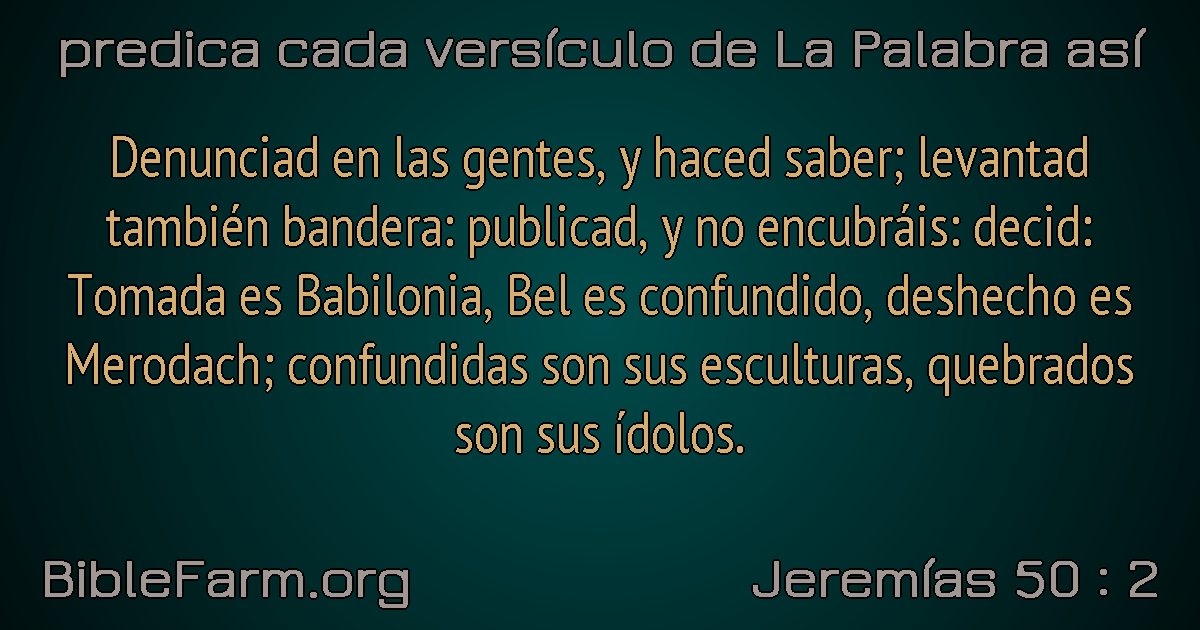 predica cada versículo de La Palabra así
Denunciad en las gentes, y haced saber; levantad
también bandera: publicad, y no encubráis: decid:
Tomada es Babilonia, Bel es confundido, deshecho es
Merodach; confundidas son sus esculturas, quebrados
son sus ídolos.
BibleFarm.org
Jeremías 50 : 2